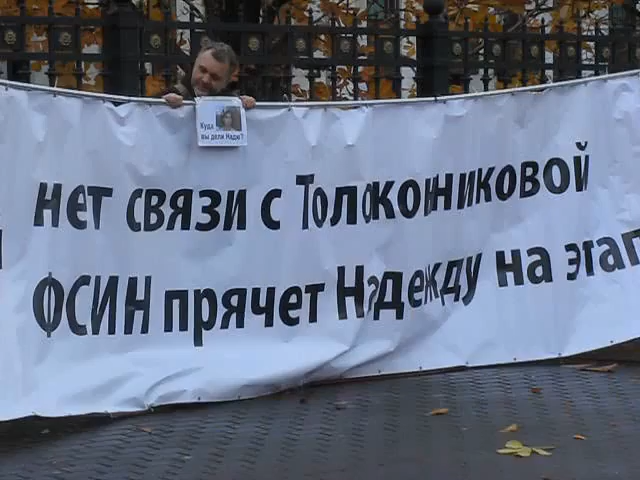 Куда
вы дели Надю?
нет связи с Толоконниковой
ФСИН прячет Надежду на этап